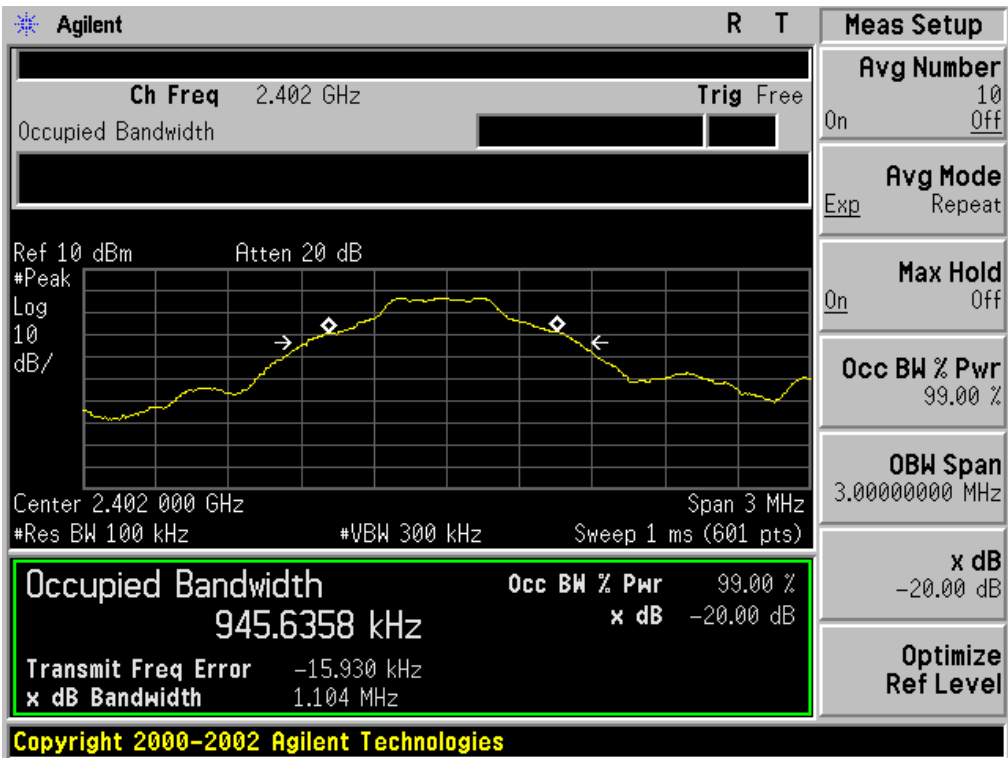 Agilent R T
Ch Freq 2.402 GHz Trig Free
Occupied Bandwidth
Ref 10 dBm Atten 20 dB
#Peak
Log
10
dB/
Center 2.402 000 GHz Span 3 MHz
#Res BW 100 kHz #VBW 300 kHz Sweep 1 ms (601 pts)
Occupied Bandwidth Occ BW % Pwr 99.00 %
945.6358 kHz x dB -20.00 dB
Transmit Freq Error -15.930 kHz
x dB Bandwidth 1.104 MHz
Copyright 2000-2002 Agilent Technologies
Meas Setup
Avg Number
10
On Off
Avg Mode
Exp Repeat
Max Hold
On Off
Occ BW % Pwr
99.00 %
OBW Span
3.00000000 MHz
x dB
-20.00 dB
Optimize
Ref Level